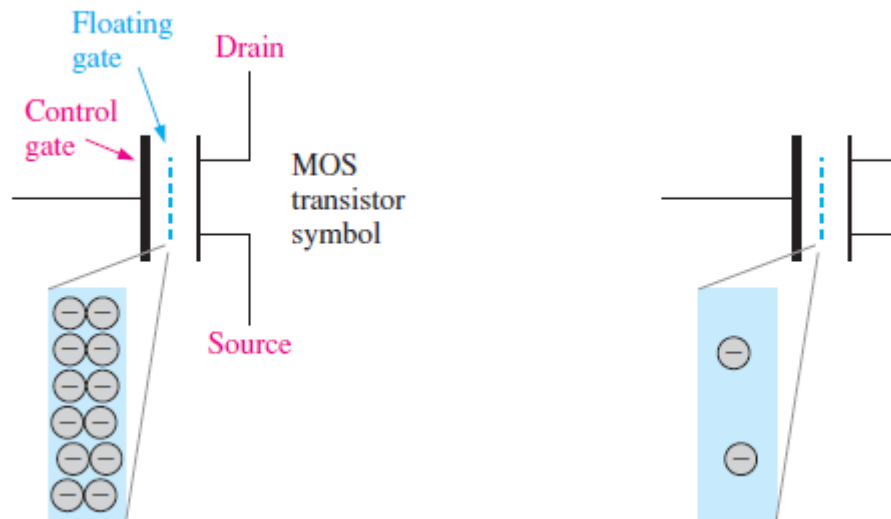 Floating
gate
Drain
Control
gate
MOS
transistor
symbol
Source